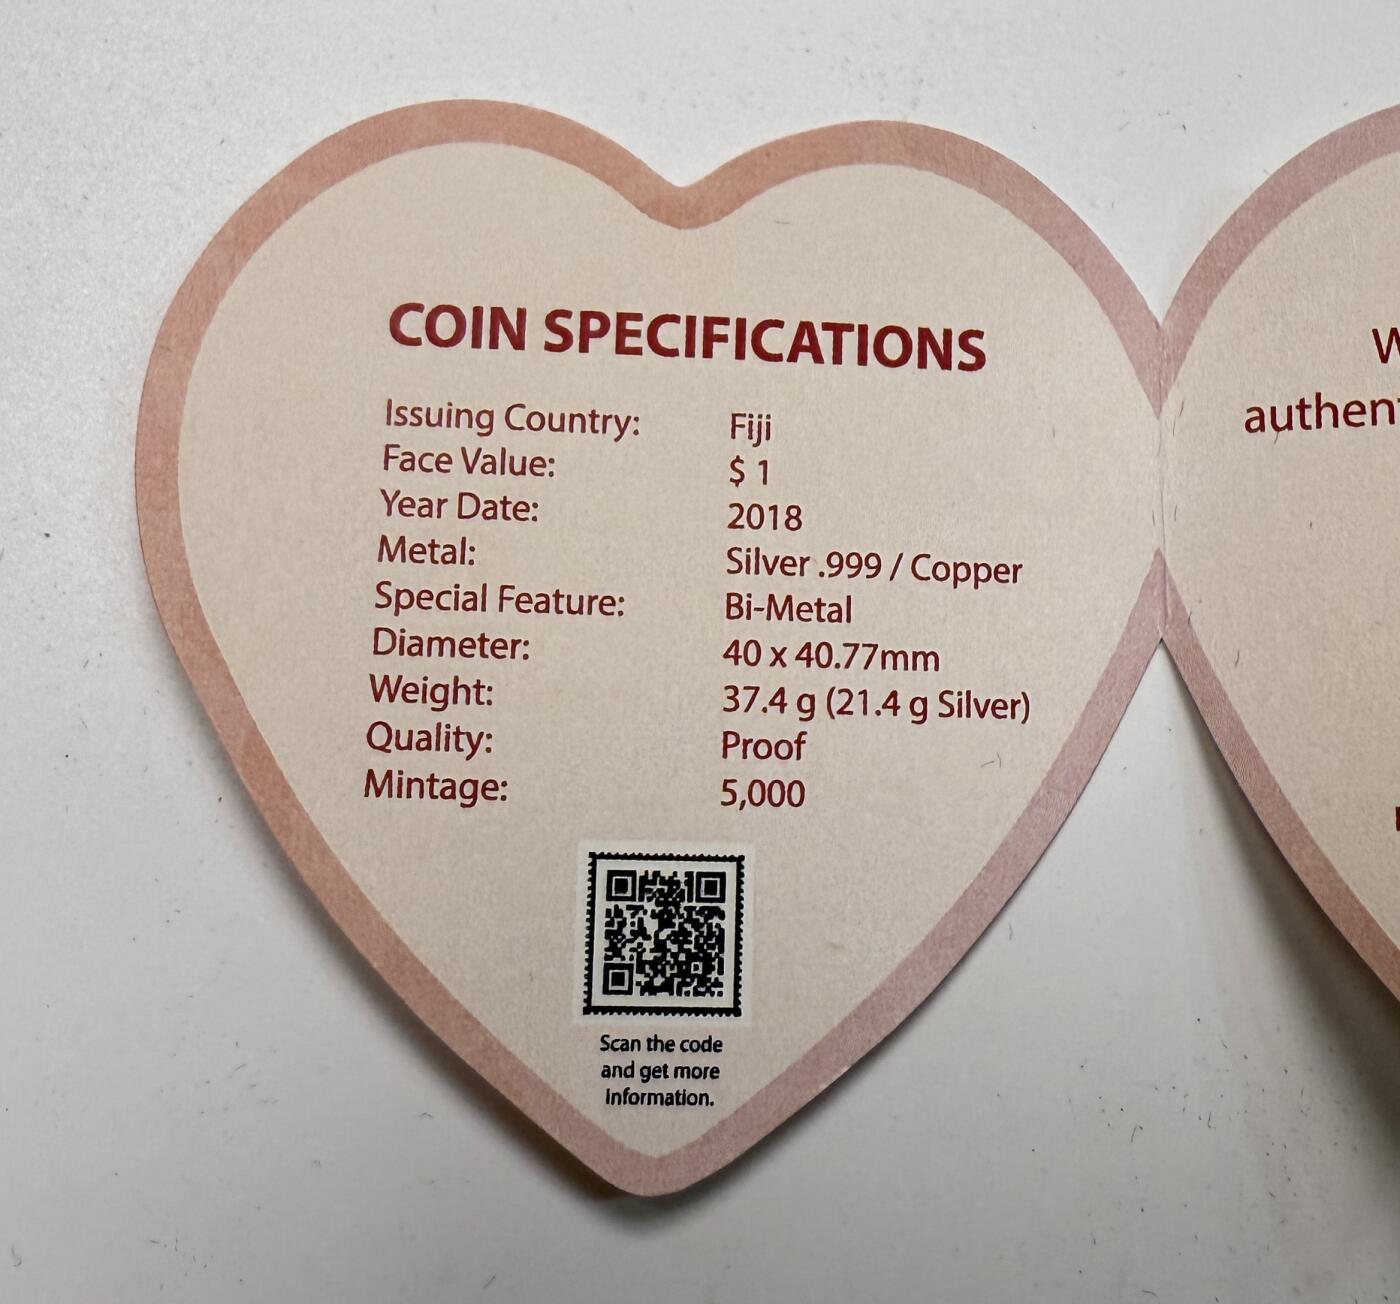 COIN SPECIFICATIONS
Issuing Country: Fiji
Face Value: $ 1
Year Date: 2018
Metal: Silver .999 / Copper
Special Feature: Bi-Metal
Diameter: 40 x 40.77mm
Weight: 37.4 g (21.4 g Silver)
Quality: Proof
Mintage: 5,000
Scan the code
and get more
information.